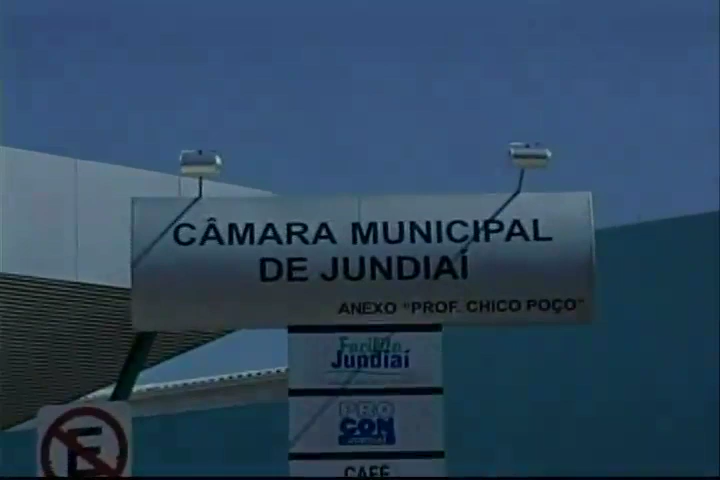 CÂMARA MUNICIPAL
DE JUNDIAÍ
ANEXO "PROF. CHICO POÇO"
Jundiaí
PRO
CON
CAFÉ
E